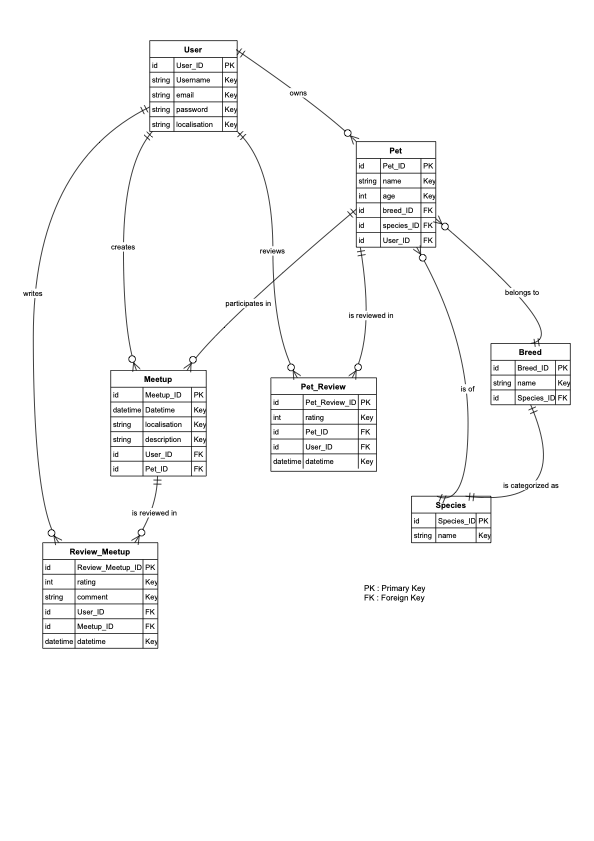 User
id User_ID PK
string Username Key
string email Key
string password Key
string localisation Key
owns
Pet
id Pet_ID PK
string name Key
int age Key
id breed_ID FK
id species_ID FK
id User_ID FK
creates
reviews
writes
participates in
is reviewed in
belongs to
is of
Meetup
id Meetup_ID PK
datetime Datetime Key
string localisation Key
string description Key
id User_ID FK
id Pet_ID FK
Pet_Review
id Pet_Review_ID PK
int rating Key
id Pet_ID FK
id User_ID FK
datetime datetime Key
Breed
id Breed_ID PK
string name Key
id Species_ID FK
is categorized as
is reviewed in
Species
id Species_ID PK
string name Key
Review_Meetup
id Review_Meetup_ID PK
int rating Key
string comment Key
id User_ID FK
id Meetup_ID FK
datetime datetime Key
PK : Primary Key
FK : Foreign Key